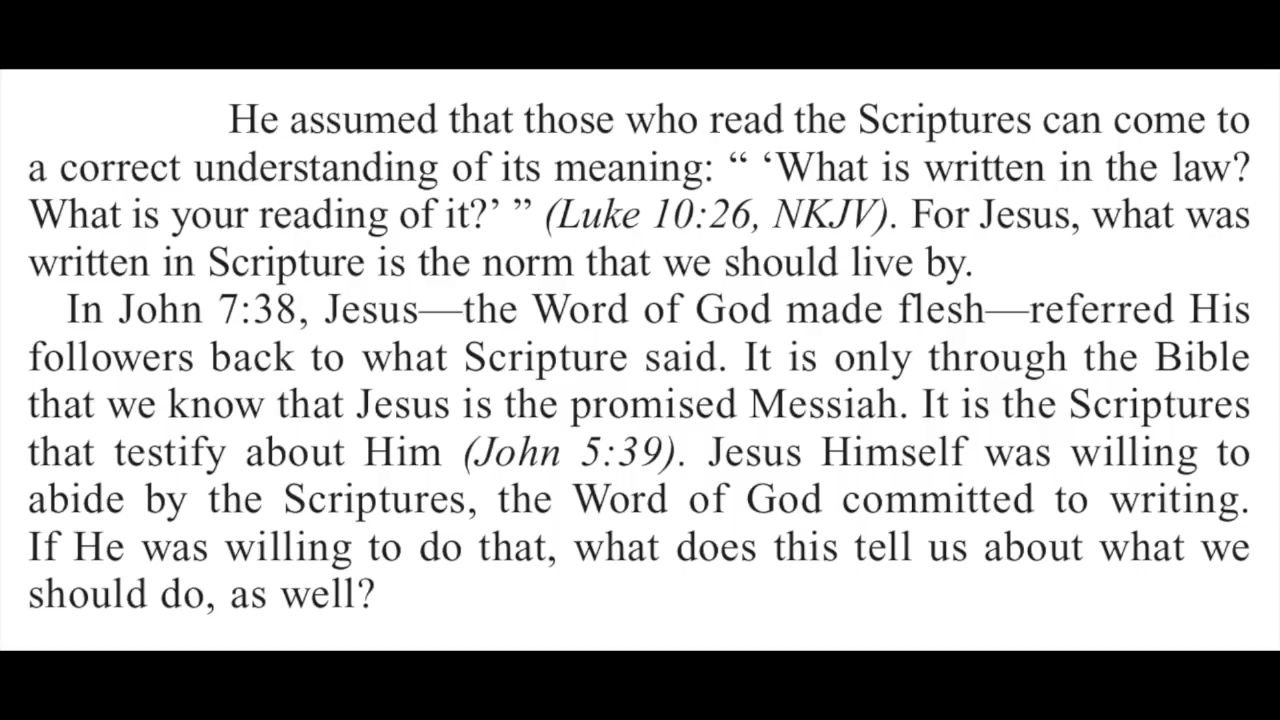 He assumed that those who read the Scriptures can come to
a correct understanding of its meaning: “ ‘What is written in the law?
What is your reading of it?’ ” (Luke 10:26, NKJV). For Jesus, what was
written in Scripture is the norm that we should live by.
In John 7:38, Jesus—the Word of God made flesh—referred His
followers back to what Scripture said. It is only through the Bible
that we know that Jesus is the promised Messiah. It is the Scriptures
that testify about Him (John 5:39). Jesus Himself was willing to
abide by the Scriptures, the Word of God committed to writing.
If He was willing to do that, what does this tell us about what we
should do, as well?